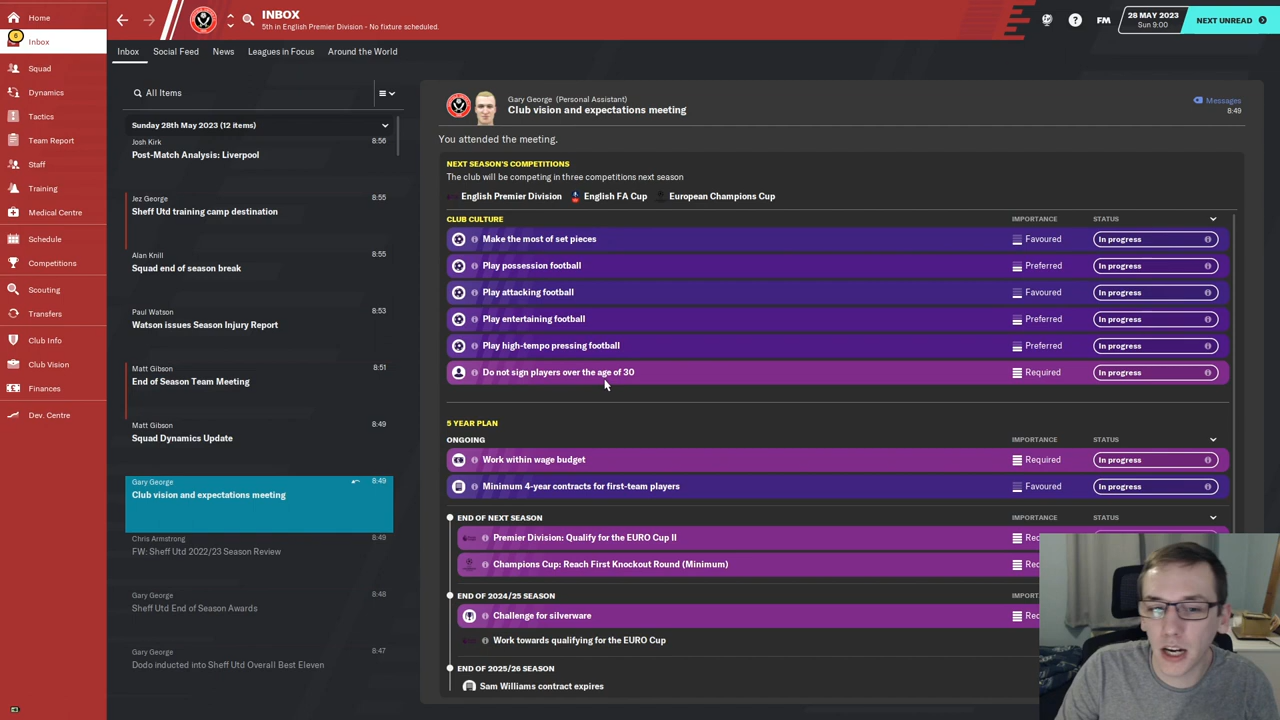 Home
Inbox
Squad
Dynamics
Tactics
Team Report
Staff
Training
Medical Centre
Schedule
Competitions
Scouting
Transfers
Club Info
Club Vision
Finances
Dev. Centre
INBOX
5th in English Premier Division - No fixture scheduled.
FM
28 MAY 2023
Sun 9:00
NEXT UNREAD
Inbox
Social Feed
News
Leagues in Focus
Around the World
All Items
Sunday 28th May 2023 (12 items)
Josh Kirk 8:56
Post-Match Analysis: Liverpool
Jez George 8:55
Sheff Utd training camp destination
Alan Knill 8:55
Squad end of season break
Paul Watson 8:53
Watson issues Season Injury Report
Matt Gibson 8:51
End of Season Team Meeting
Matt Gibson 8:49
Squad Dynamics Update
Gary George 8:49
Club vision and expectations meeting
Chris Armstrong 8:49
FW: Sheff Utd 2022/23 Season Review
Gary George 8:48
Sheff Utd End of Season Awards
Gary George 8:47
Dodo inducted into Sheff Utd Overall Best Eleven
Gary George (Personal Assistant)
Club vision and expectations meeting
Messages
8:49
You attended the meeting.
NEXT SEASON'S COMPETITIONS
The club will be competing in three competitions next season
English Premier Division English FA Cup European Champions Cup
CLUB CULTURE IMPORTANCE STATUS
Make the most of set pieces Favoured In progress
Play possession football Preferred In progress
Play attacking football Favoured In progress
Play entertaining football Preferred In progress
Play high-tempo pressing football Preferred In progress
Do not sign players over the age of 30 Required In progress
5 YEAR PLAN
ONGOING IMPORTANCE STATUS
Work within wage budget Required In progress
Minimum 4-year contracts for first-team players Favoured In progress
END OF NEXT SEASON IMPORTANCE STATUS
Premier Division: Qualify for the EURO Cup II Rec
Champions Cup: Reach First Knockout Round (Minimum) Rec
END OF 2024/25 SEASON IMPORT
Challenge for silverware Rec
Work towards qualifying for the EURO Cup
END OF 2025/26 SEASON IMPORT
Sam Williams contract expires